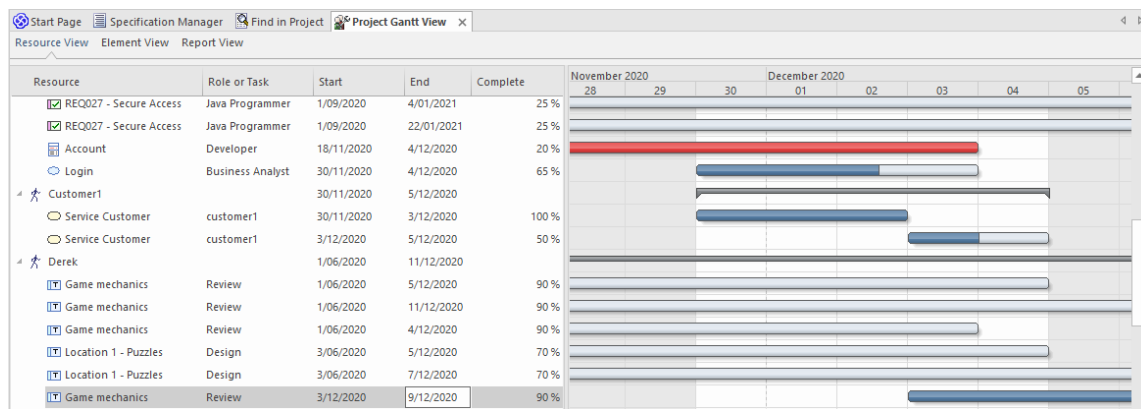 Start Page Specification Manager Find in Project Project Gantt View ×
Resource View Element View Report View
Resource Role or Task Start End Complete November 2020 December 2020
28 29 30 01 02 03 04 05
REQ027 - Secure Access Java Programmer 1/09/2020 4/01/2021 25 %
REQ027 - Secure Access Java Programmer 1/09/2020 22/01/2021 25 %
Account Developer 18/11/2020 4/12/2020 20 %
Login Business Analyst 30/11/2020 4/12/2020 65 %
Customer1 30/11/2020 5/12/2020
Service Customer customer1 30/11/2020 3/12/2020 100 %
Service Customer customer1 3/12/2020 5/12/2020 50 %
Derek 1/06/2020 11/12/2020
Game mechanics Review 1/06/2020 5/12/2020 90 %
Game mechanics Review 1/06/2020 11/12/2020 90 %
Game mechanics Review 1/06/2020 4/12/2020 90 %
Location 1 - Puzzles Design 3/06/2020 5/12/2020 70 %
Location 1 - Puzzles Design 3/06/2020 7/12/2020 70 %
Game mechanics Review 3/12/2020 9/12/2020 90 %